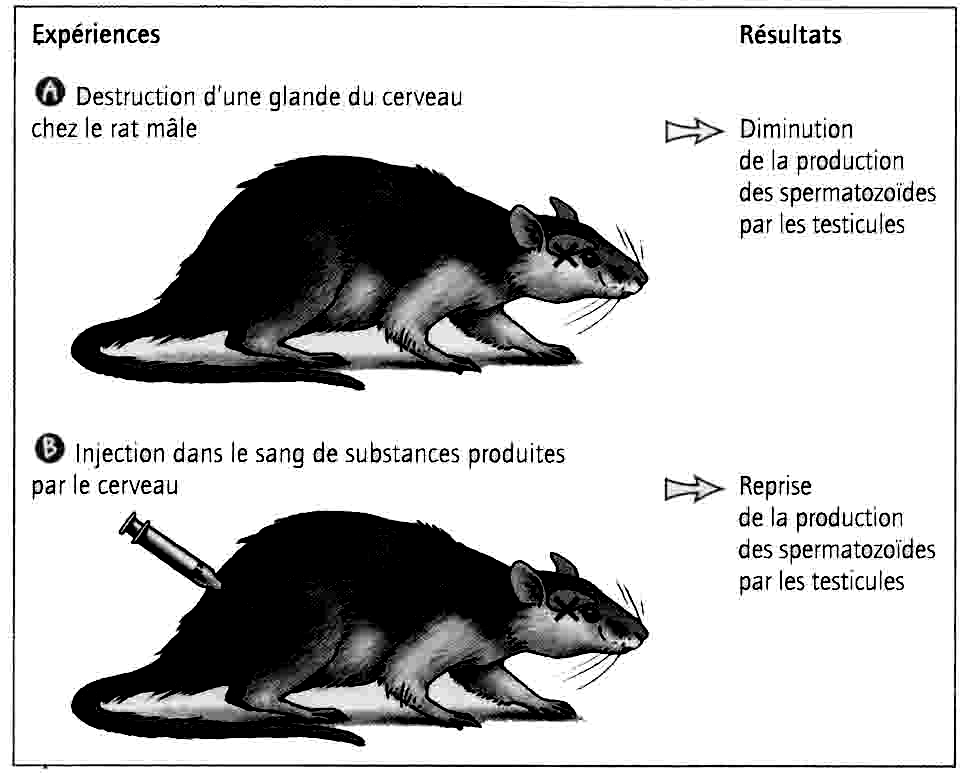 Expériences
Résultats
A Destruction d'une glande du cerveau
chez le rat mâle
Diminution
de la production
des spermatozoïdes
par les testicules
B Injection dans le sang de substances produites
par le cerveau
Reprise
de la production
des spermatozoïdes
par les testicules